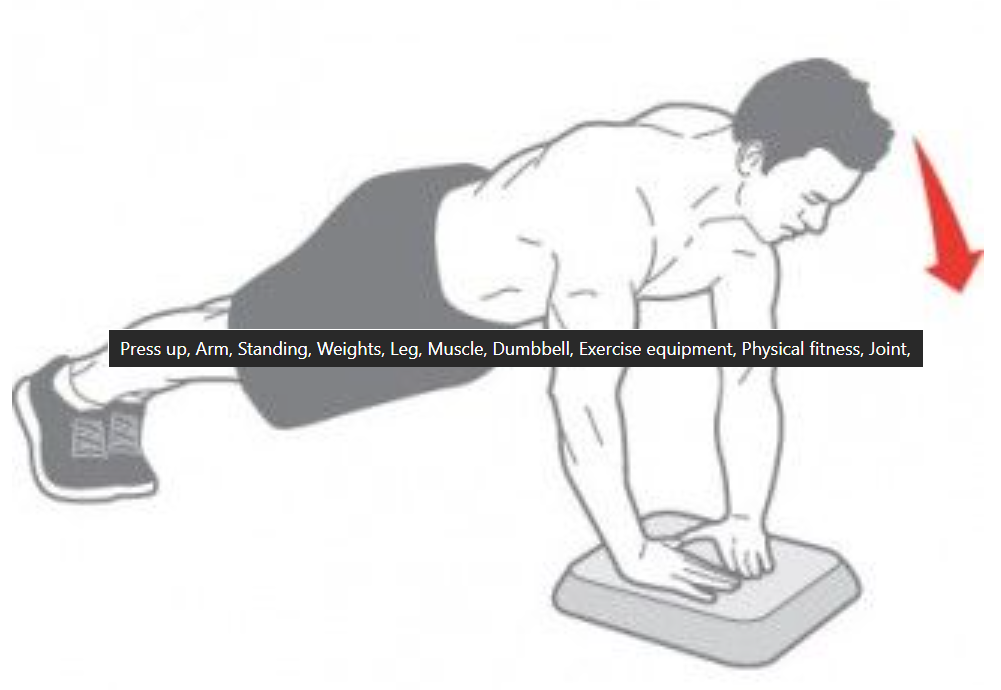 Press up, Arm, Standing, Weights, Leg, Muscle, Dumbbell, Exercise equipment, Physical fitness, Joint,